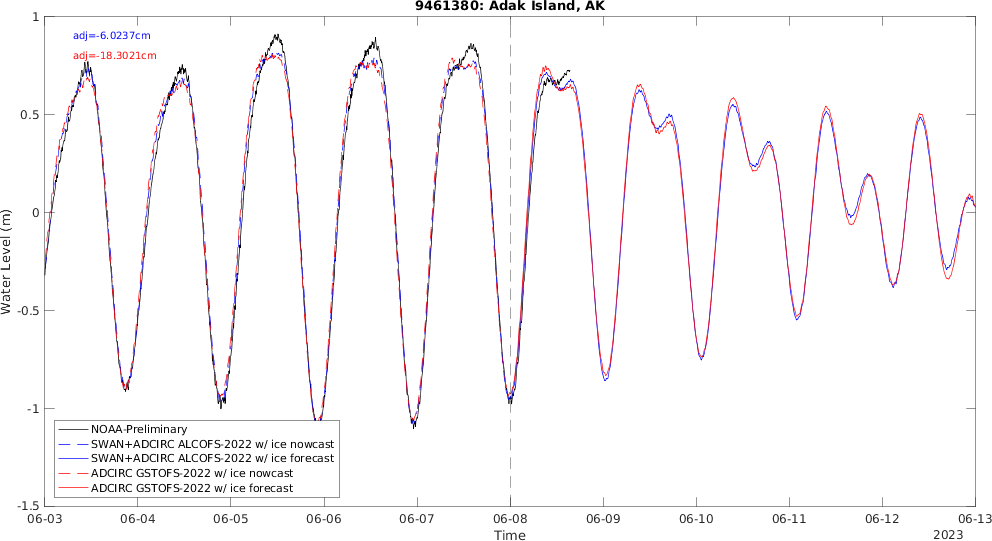 9461380: Adak Island, AK
adj=-6.0237cm
adj=-18.3021cm
Water Level (m)
1
0.5
0
-0.5
-1
-1.5
NOAA-Preliminary
SWAN+ADCIRC ALCOFS-2022 w/ ice nowcast
SWAN+ADCIRC ALCOFS-2022 w/ ice forecast
ADCIRC GSTOFS-2022 w/ ice nowcast
ADCIRC GSTOFS-2022 w/ ice forecast
06-03 06-04 06-05 06-06 06-07 06-08 06-09 06-10 06-11 06-12 06-13
Time
2023